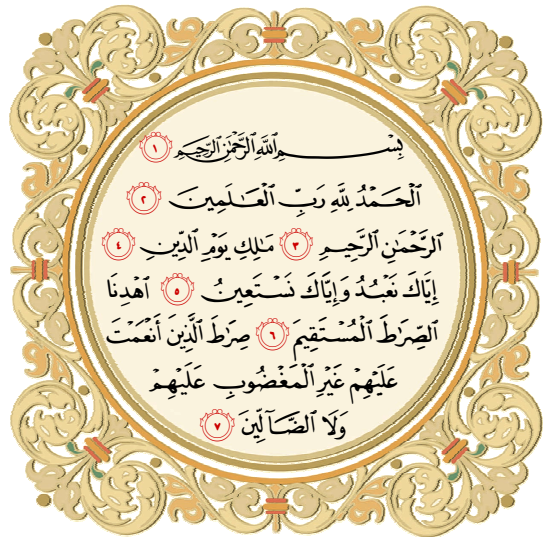 بِسْمِ ٱللَّهِ ٱلرَّحْمَٰنِ ٱلرَّحِيمِ ١
ٱلْحَمْدُ لِلَّهِ رَبِّ ٱلْعَٰلَمِينَ ٢
ٱلرَّحْمَٰنِ ٱلرَّحِيمِ ٣ مَٰلِكِ يَوْمِ ٱلدِّينِ ٤
إِيَّاكَ نَعْبُدُ وَإِيَّاكَ نَسْتَعِينُ ٥ ٱهْدِنَا
ٱلصِّرَٰطَ ٱلْمُسْتَقِيمَ ٦ صِرَٰطَ ٱلَّذِينَ أَنْعَمْتَ
عَلَيْهِمْ غَيْرِ ٱلْمَغْضُوبِ عَلَيْهِمْ
وَلَا ٱلضَّآلِّينَ ٧